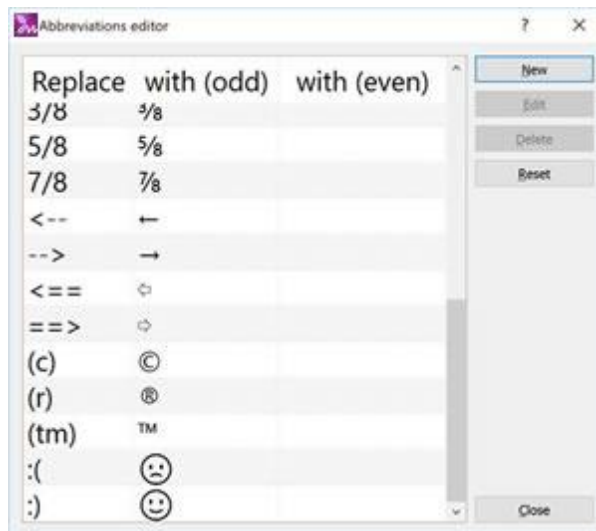 Abbreviations editor ? ×
Replace with (odd) with (even)
3/8 ⅜
5/8 ⅝
7/8 ⅞
<-- ←
--> →
<== ⇦
==> ⇨
(c) ©
(r) ®
(tm) ™
:( ☹
:) ☺
New
Edit
Delete
Reset
Close